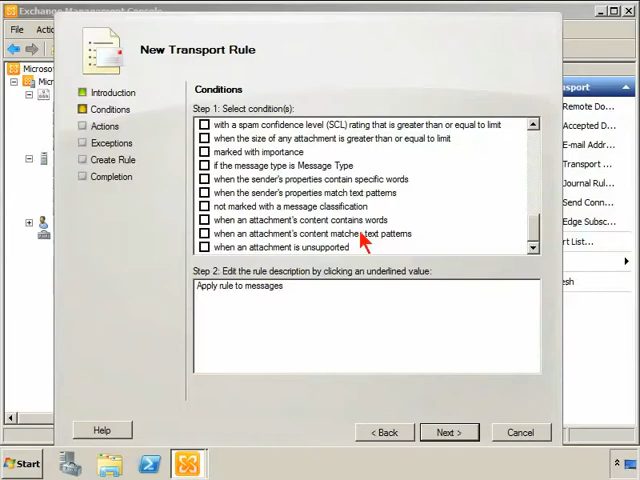 Exchange Management Console
File
Actio
New Transport Rule
Microso
Micr
Introduction
Conditions
Actions
Exceptions
Create Rule
Completion
Conditions
Step 1: Select condition(s):
with a spam confidence level (SCL) rating that is greater than or equal to limit
when the size of any attachment is greater than or equal to limit
marked with importance
if the message type is Message Type
when the sender's properties contain specific words
when the sender's properties match text patterns
not marked with a message classification
when an attachment's content contains words
when an attachment's content matches text patterns
when an attachment is unsupported
Step 2: Edit the rule description by clicking an underlined value:
Apply rule to messages
Help
< Back
Next >
Cancel
nsport
Remote Do...
Accepted D...
Transport ...
Journal Rul...
Send Conn...
ort List...
esh
Start